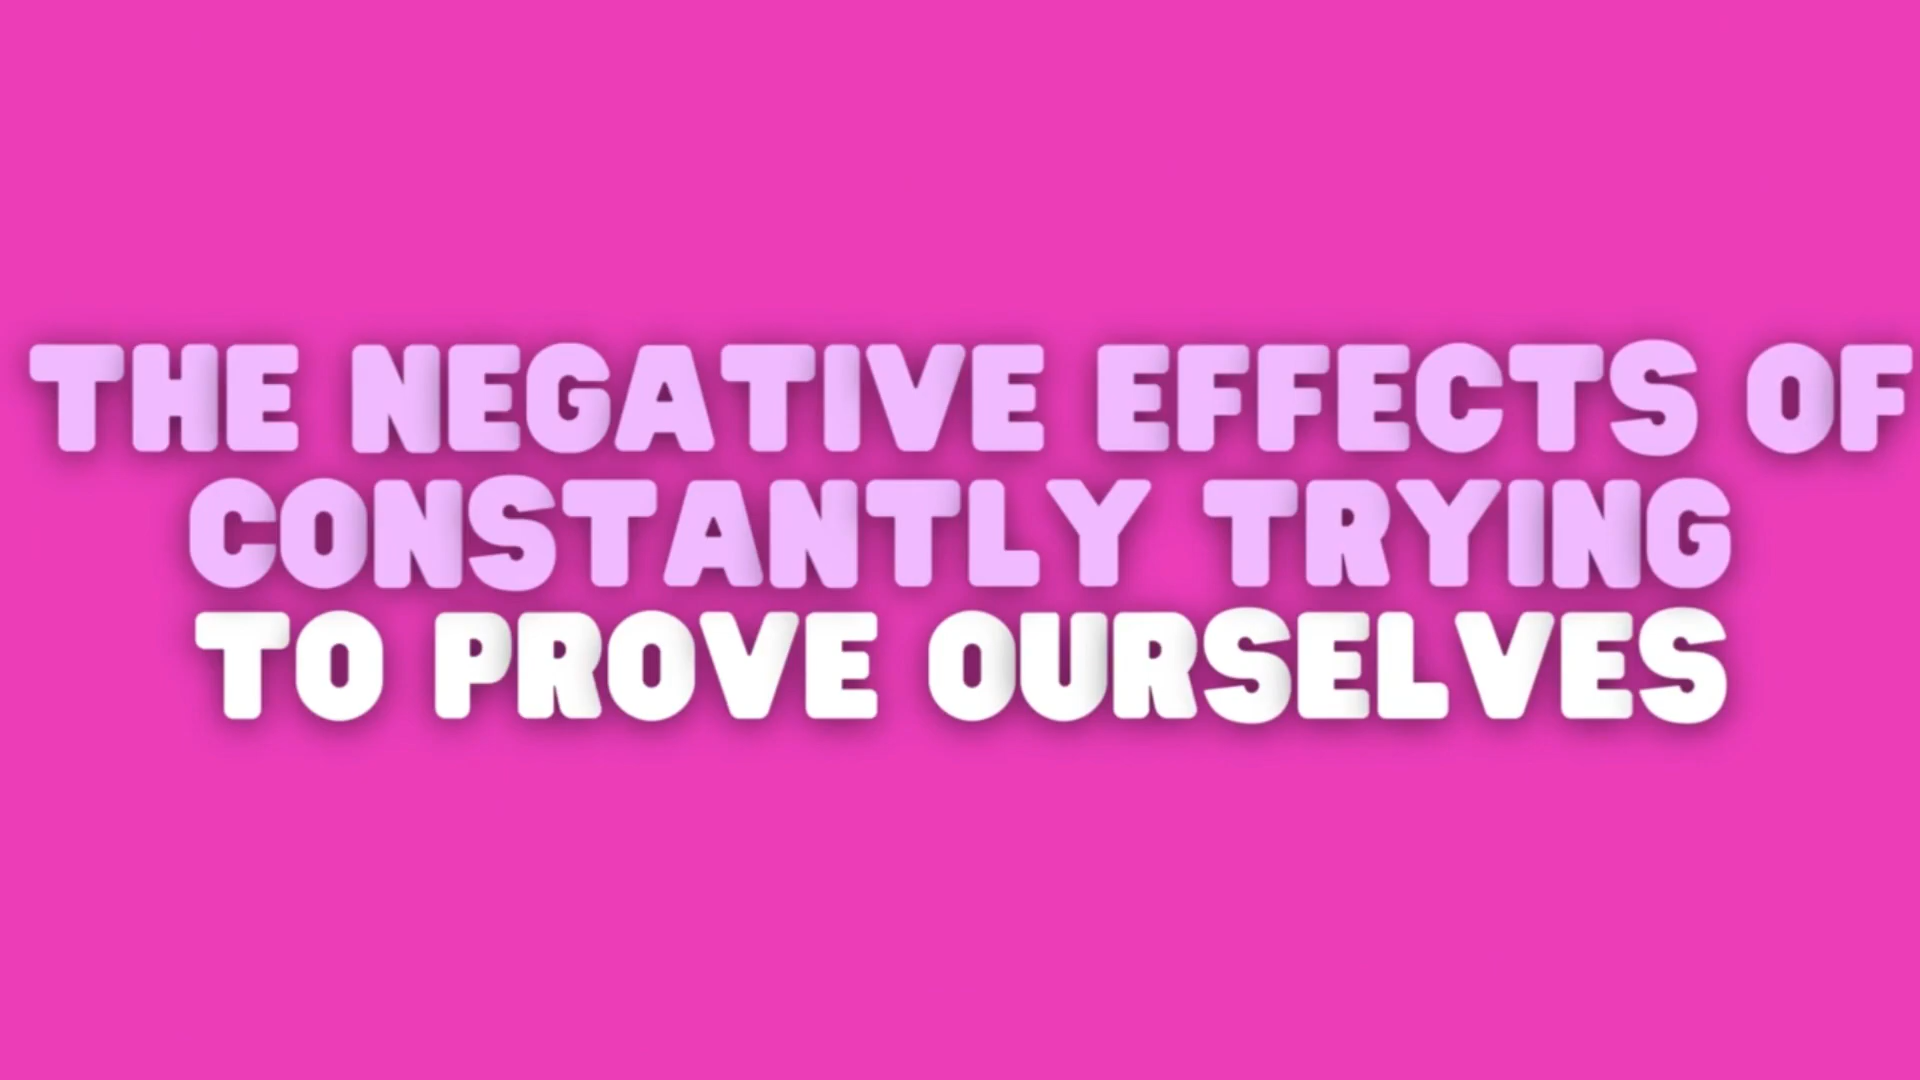 THE NEGATIVE EFFECTS OF
CONSTANTLY TRYING
TO PROVE OURSELVES